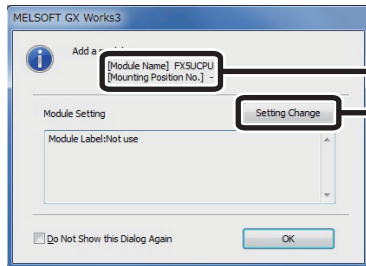 MELSOFT GX Works3
Add a
[Module Name] FX5UCPU
[Mounting Position No.] -
Module Setting
Setting Change
Module Label:Not use
Do Not Show this Dialog Again
OK